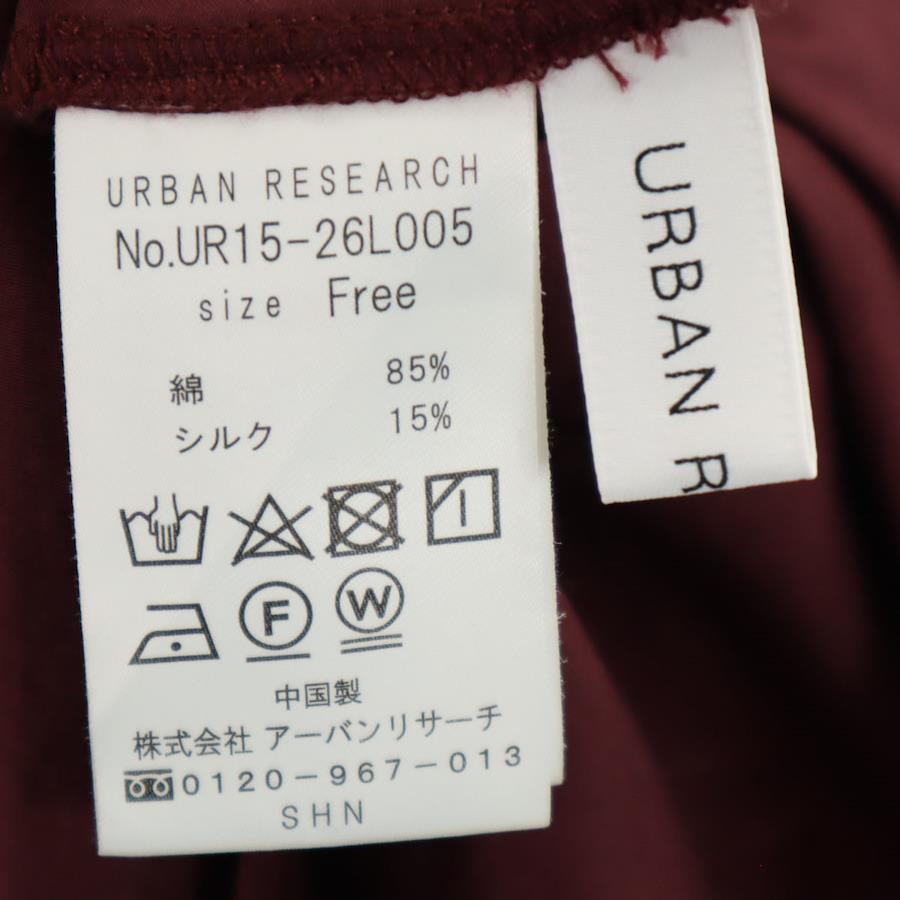 URBAN RESEARCH
No.UR15-26L005
size Free
綿 85%
シルク 15%
F W
中国製
株式会社 アーバンリサーチ
0120-967-013
SHN
URBAN R